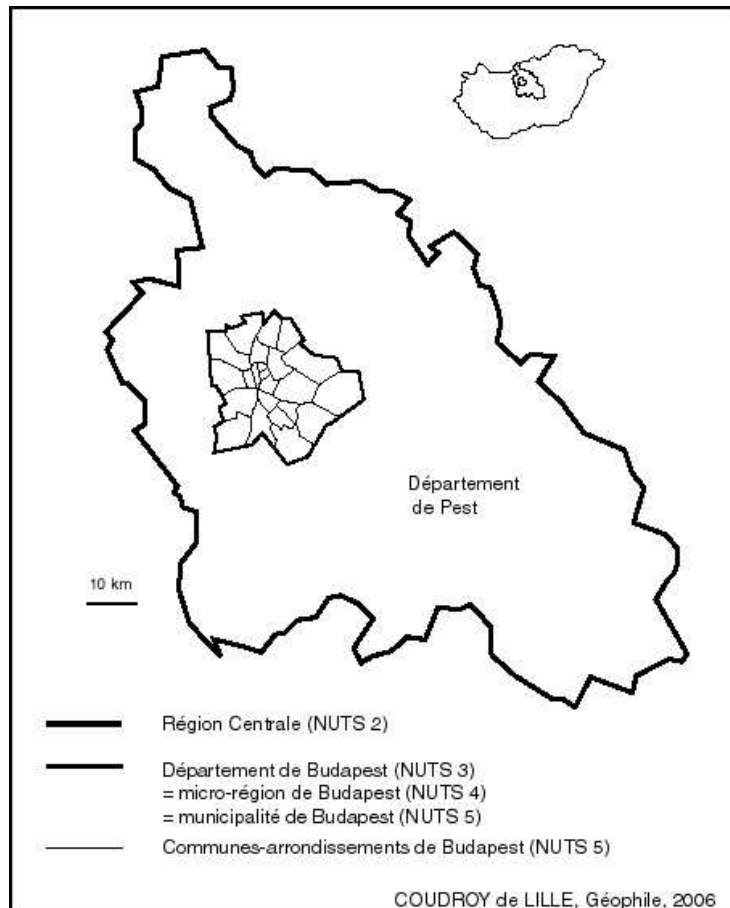 Département
de Pest
10 km
Région Centrale (NUTS 2)
Département de Budapest (NUTS 3)
= micro-région de Budapest (NUTS 4)
= municipalité de Budapest (NUTS 5)
Communes-arrondissements de Budapest (NUTS 5)
COUDROY de LILLE, Géophile, 2006